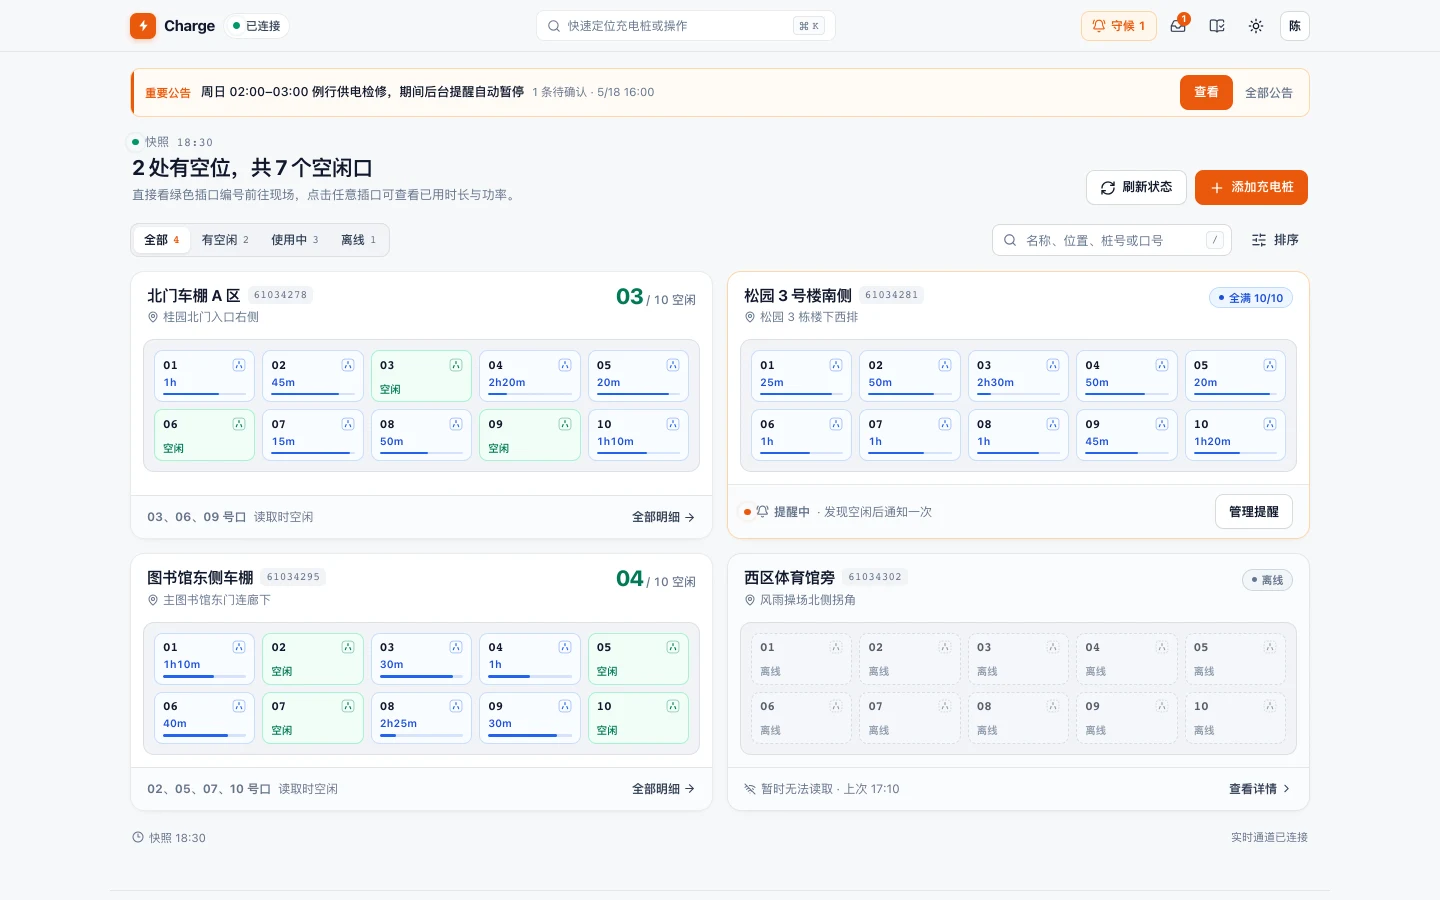 Charge 已连接 快速定位充电桩或操作 ⌘ K 守候 1 1 陈
重要公告 周日 02:00–03:00 例行供电检修，期间后台提醒自动暂停 1 条待确认 · 5/18 16:00 查看 全部公告
快照 18:30
2 处有空位，共 7 个空闲口
直接看绿色插口编号前往现场，点击任意插口可查看已用时长与功率。
刷新状态 添加充电桩
全部 4 有空闲 2 使用中 3 离线 1 名称、位置、桩号或口号 / 排序
北门车棚 A 区 61034278 03 / 10 空闲
桂园北门入口右侧
01 02 03 04 05
1h 45m 空闲 2h20m 20m
06 07 08 09 10
空闲 15m 50m 空闲 1h10m
03、06、09 号口 读取时空闲 全部明细
松园 3 号楼南侧 61034281 全满 10/10
松园 3 栋楼下西排
01 02 03 04 05
25m 50m 2h30m 50m 20m
06 07 08 09 10
1h 1h 1h 45m 1h20m
提醒中 · 发现空闲后通知一次 管理提醒
图书馆东侧车棚 61034295 04 / 10 空闲
主图书馆东门连廊下
01 02 03 04 05
1h10m 空闲 30m 1h 空闲
06 07 08 09 10
40m 空闲 2h25m 30m 空闲
02、05、07、10 号口 读取时空闲 全部明细
西区体育馆旁 61034302 离线
风雨操场北侧拐角
01 02 03 04 05
离线 离线 离线 离线 离线
06 07 08 09 10
离线 离线 离线 离线 离线
暂时无法读取 · 上次 17:10 查看详情
快照 18:30 实时通道已连接